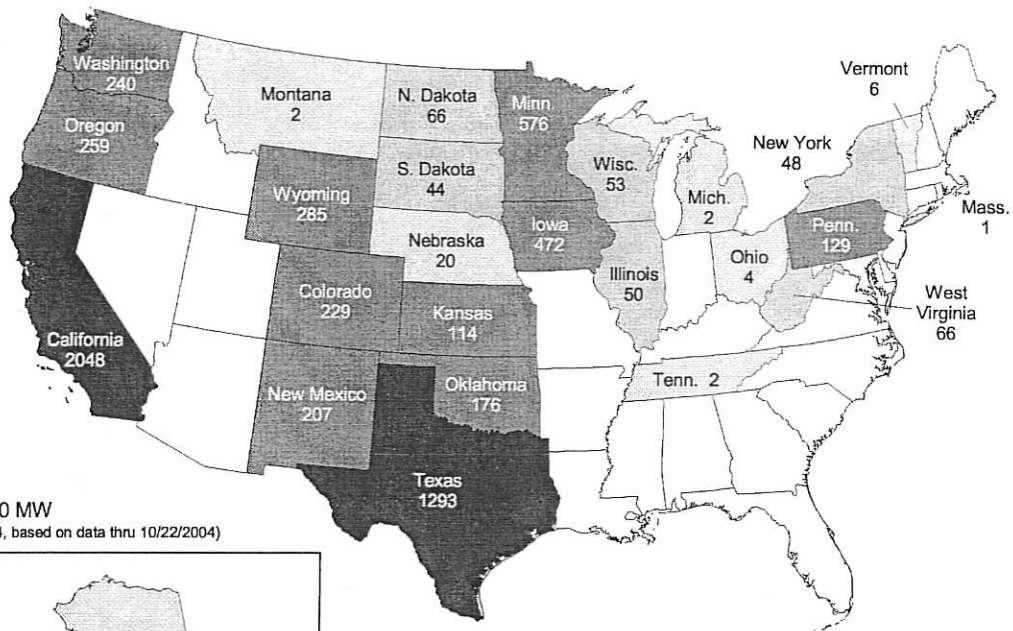 Washington
240
Oregon
259
California
2048
Montana
2
Wyoming
285
Colorado
229
New Mexico
207
N. Dakota
66
S. Dakota
44
Nebraska
20
Kansas
114
Oklahoma
176
Texas
1293
Minn
576
Iowa
472
Wisc.
53
Illinois
50
Mich.
2
Ohio
4
Tenn. 2
Vermont
6
New York
48
Mass.
1
Penn.
129
West
Virginia
66
0 MW
, based on data thru 10/22/2004)